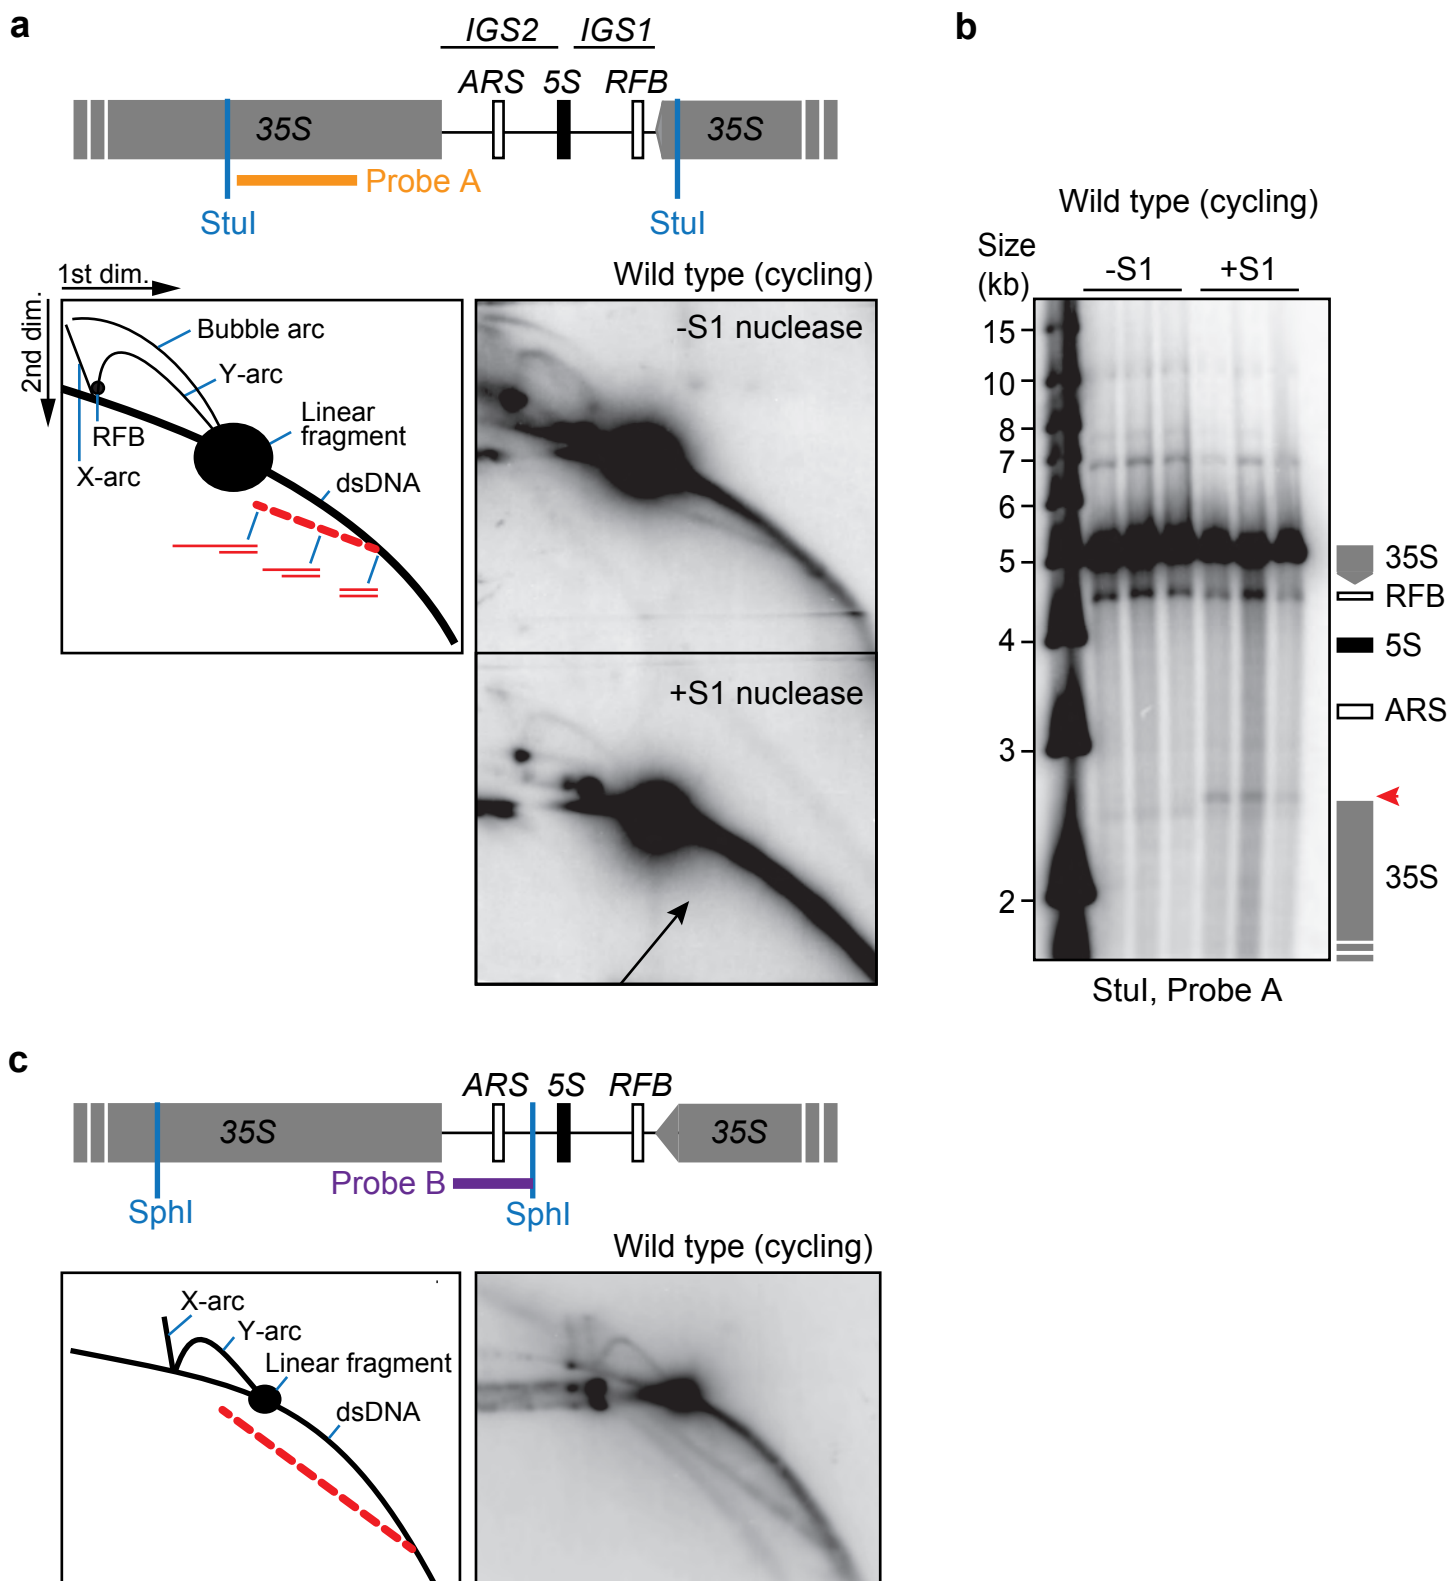 a
IGS2 IGS1
ARS 5S RFB
35S 35S
Probe A
StuI StuI
1st dim.
2nd dim.
Bubble arc
Y-arc
Linear
fragment
RFB
X-arc
dsDNA
Wild type (cycling)
-S1 nuclease
+S1 nuclease
b
Wild type (cycling)
Size
(kb)
-S1 +S1
15
10
8
7
6
5
4
3
2
35S
RFB
5S
ARS
35S
StuI, Probe A
c
ARS 5S RFB
35S 35S
Probe B
SphI SphI
Wild type (cycling)
X-arc
Y-arc
Linear fragment
dsDNA